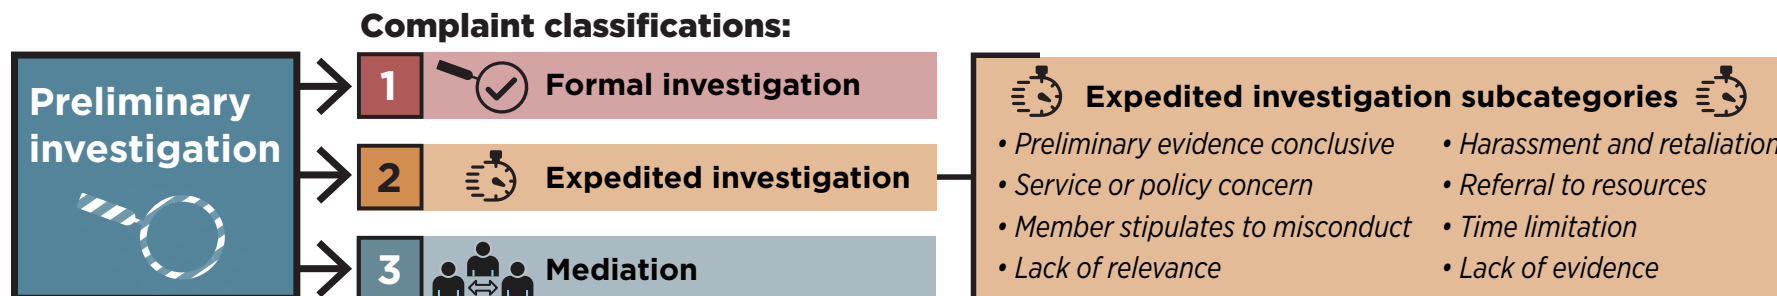 Complaint classifications:
Preliminary
investigation
1
Formal investigation
2
Expedited investigation
3
Mediation
Expedited investigation subcategories
• Preliminary evidence conclusive
• Service or policy concern
• Member stipulates to misconduct
• Lack of relevance
• Harassment and retaliation
• Referral to resources
• Time limitation
• Lack of evidence